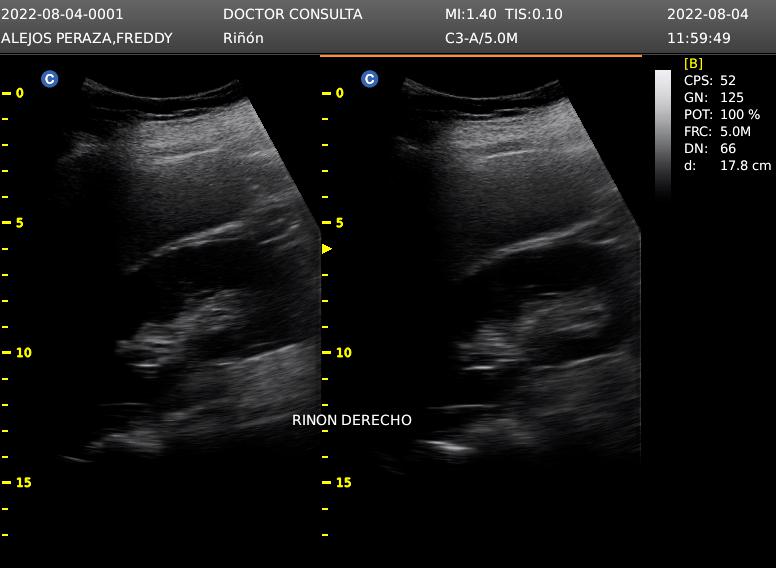 2022-08-04-0001 DOCTOR CONSULTA MI:1.40 TIS:0.10 2022-08-04
ALEJOS PERAZA,FREDDY Riñón C3-A/5.0M 11:59:49
C C
[B]
CPS: 52
GN: 125
POT: 100 %
FRC: 5.0M
DN: 66
d: 17.8 cm
0 0
5 5
10 10
RINON DERECHO
15 15